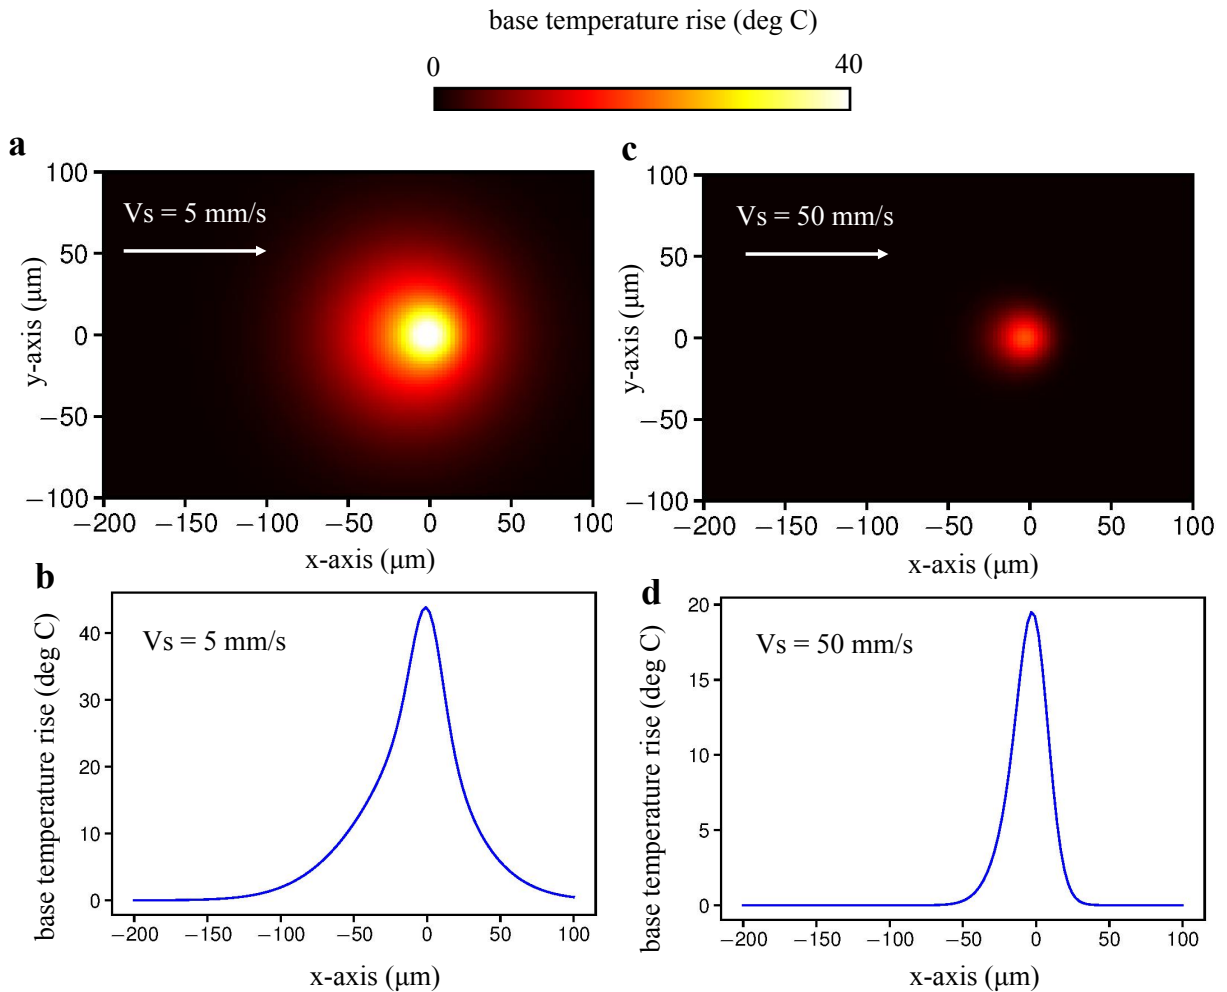 base temperature rise (deg C)
0 40
a
Vs = 5 mm/s
y-axis (μm)
100
50
0
−50
−100
−200 −150 −100 −50 0 50 100
x-axis (μm)
c
Vs = 50 mm/s
y-axis (μm)
100
50
0
−50
−100
−200 −150 −100 −50 0 50 100
x-axis (μm)
b
Vs = 5 mm/s
base temperature rise (deg C)
40
30
20
10
0
−200 −150 −100 −50 0 50 100
x-axis (μm)
d
Vs = 50 mm/s
base temperature rise (deg C)
20
15
10
5
0
−200 −150 −100 −50 0 50 100
x-axis (μm)